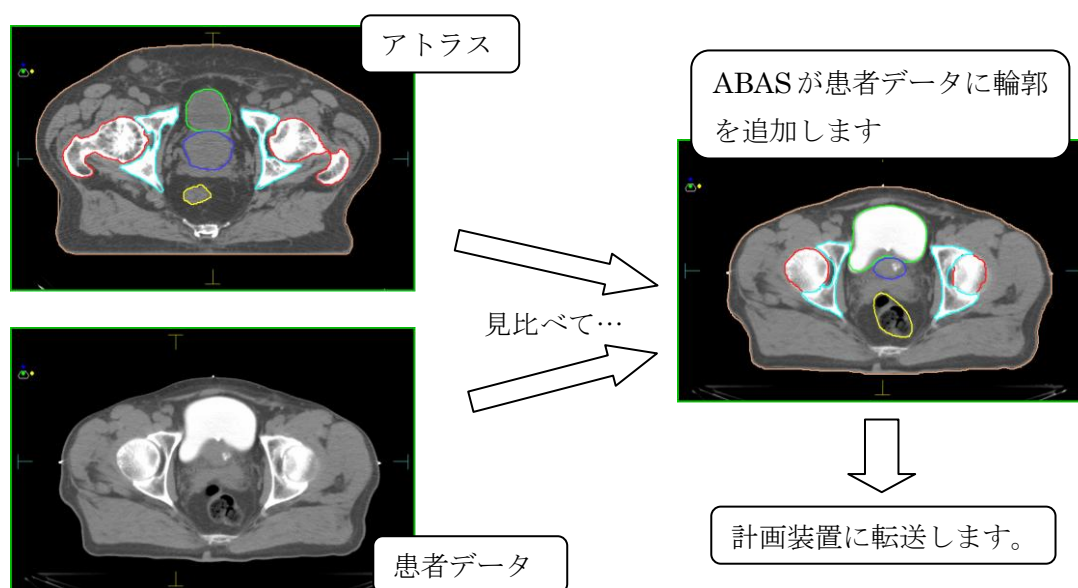 アトラス
ABASが患者データに輪郭
を追加します
見比べて…
患者データ
計画装置に転送します。